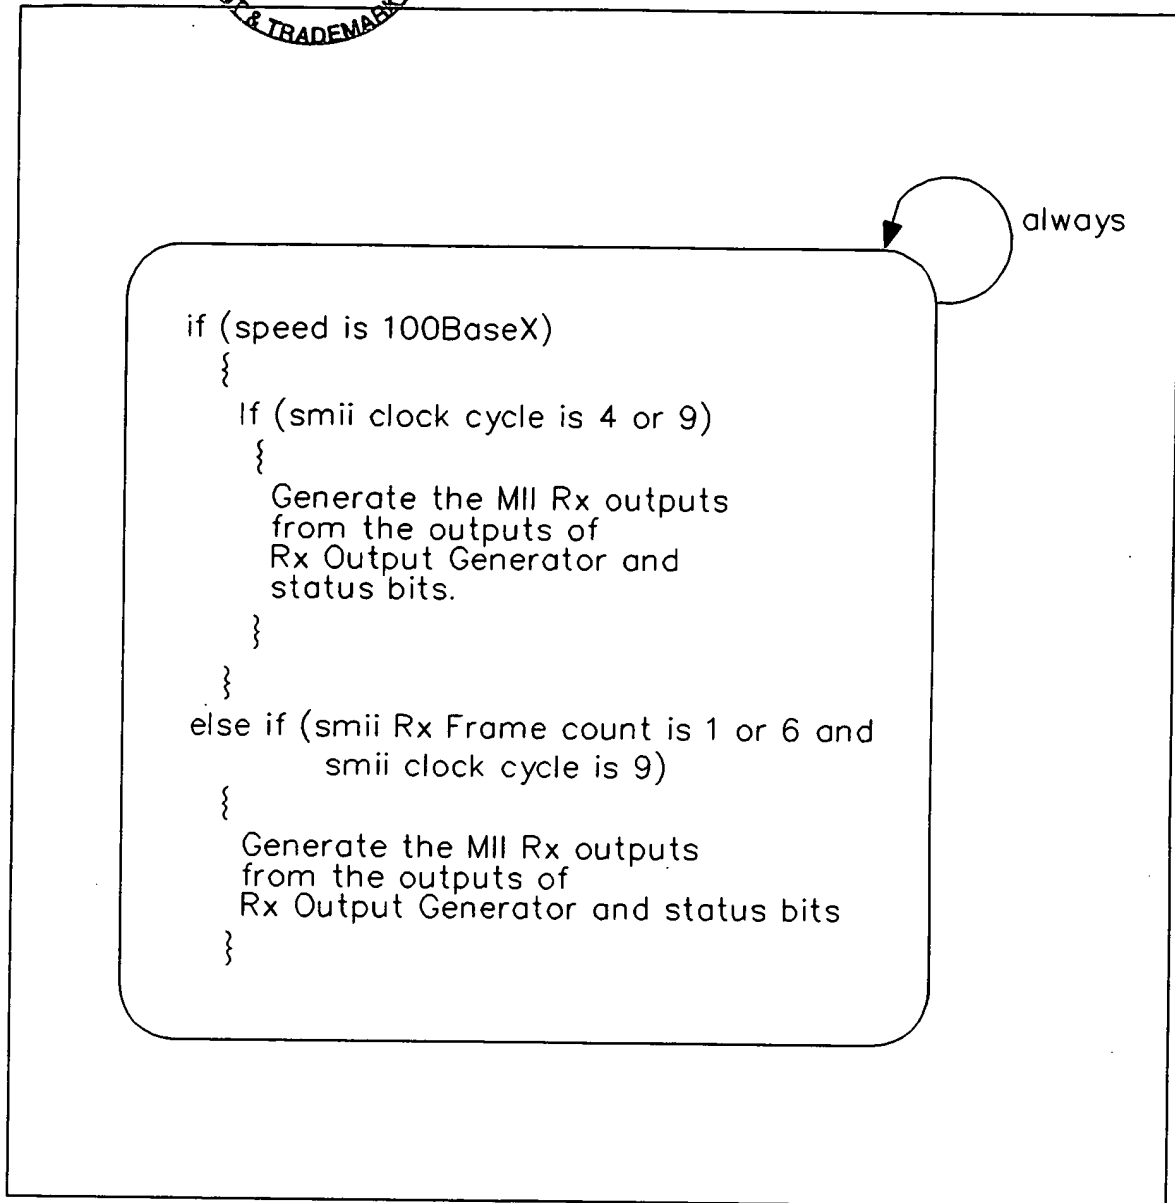 & TRADEMARK
always
if (speed is 100BaseX)
{
If (smii clock cycle is 4 or 9)
{
Generate the MII Rx outputs
from the outputs of
Rx Output Generator and
status bits.
}
}
else if (smii Rx Frame count is 1 or 6 and
smii clock cycle is 9)
{
Generate the MII Rx outputs
from the outputs of
Rx Output Generator and status bits
}